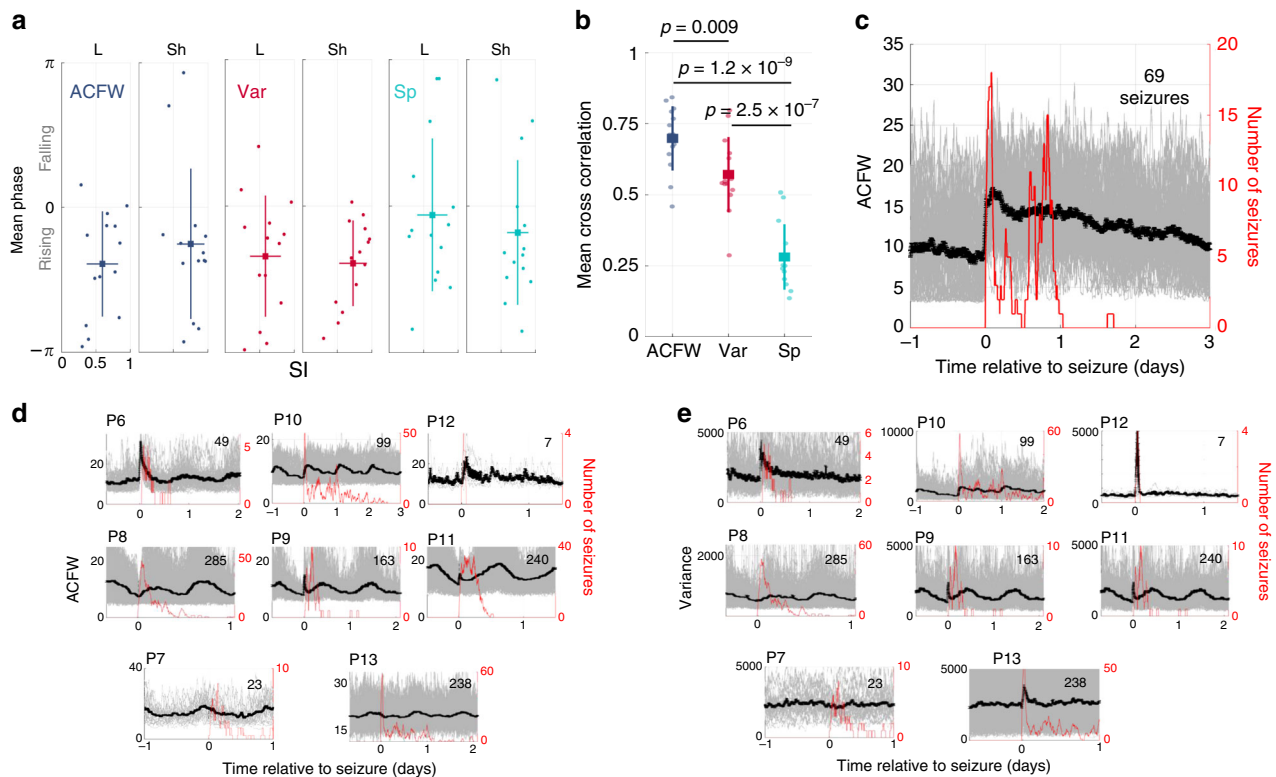 a
L
Sh
L
Sh
L
Sh
π
ACFW
Var
Sp
Mean phase
Falling
0
Rising
−π
0
0.5
1
SI
b
p = 0.009
p = 1.2 × 10⁻⁹
p = 2.5 × 10⁻⁷
Mean cross correlation
1
0.75
0.5
0.25
0
ACFW
Var
Sp
c
69
seizures
ACFW
35
30
25
20
15
10
5
0
20
15
10
5
0
Number of seizures
−1
0
1
2
3
Time relative to seizure (days)
d
P6
49
20
0
5
0
0
1
2
P10
99
20
0
50
0
−1
0
1
2
3
P12
7
20
0
4
0
0
1
P8
285
20
0
50
0
0
1
P9
163
20
0
10
0
0
1
2
P11
240
20
0
40
0
0
1
P7
23
40
0
10
0
−1
0
1
P13
238
30
15
60
0
0
1
2
ACFW
Number of seizures
Time relative to seizure (days)
e
P6
49
5000
0
6
4
2
0
0
1
2
P10
99
10000
0
60
0
−1
0
1
2
P12
7
5000
0
4
0
0
1
P8
285
2000
0
60
0
0
1
P9
163
5000
0
10
0
0
1
2
P11
240
5000
0
10
0
0
1
2
P7
23
5000
0
10
0
−1
0
1
P13
238
5000
0
50
0
0
1
Variance
Number of seizures
Time relative to seizure (days)